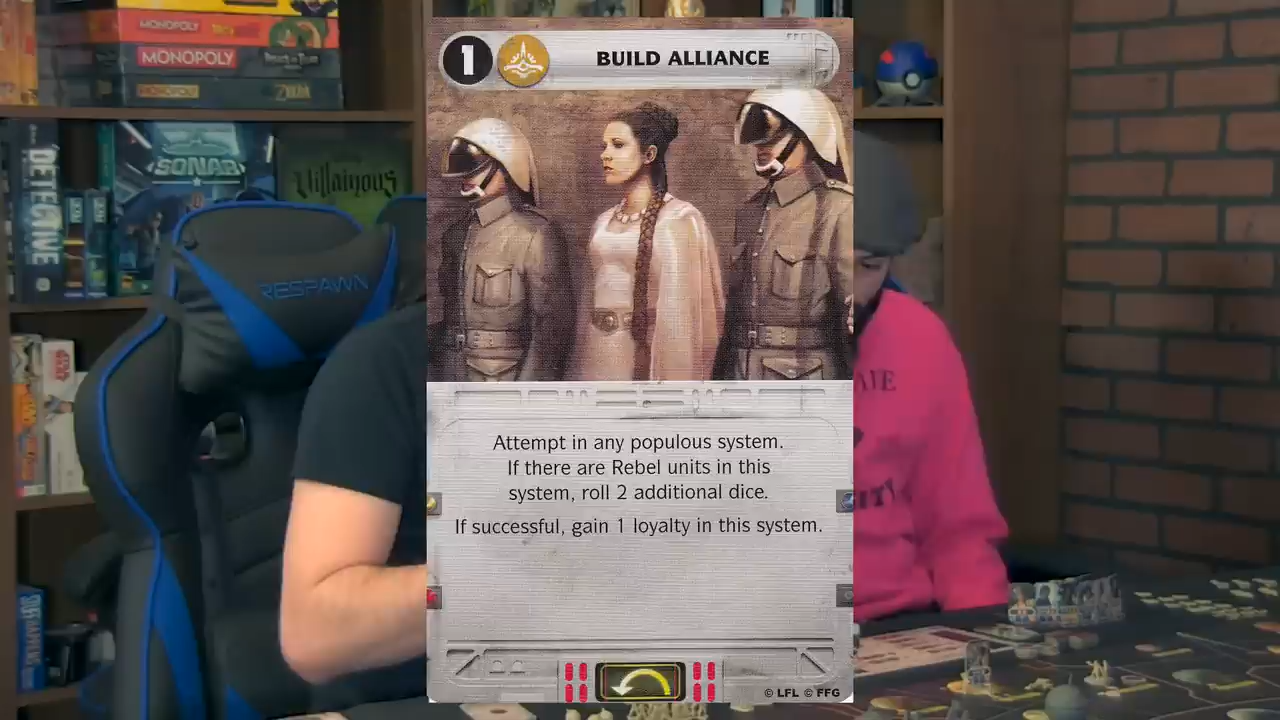 MONOPOLY
MONOPOLY
MONOPOLY
DETECTIVE
SONAR
Villainous
RESPAWN
1
BUILD ALLIANCE
Attempt in any populous system.
If there are Rebel units in this
system, roll 2 additional dice.
If successful, gain 1 loyalty in this system.
© LFL © FFG